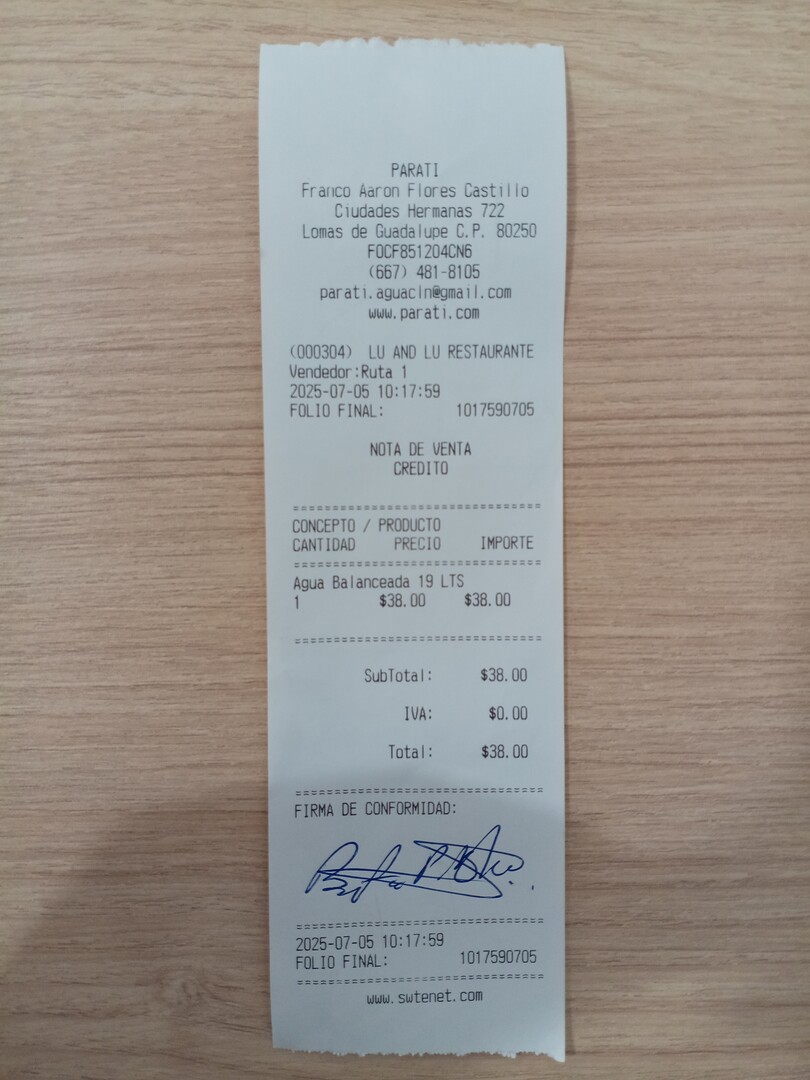 PARATI
Franco Aaron Flores Castillo
Ciudades Hermanas 722
Lomas de Guadalupe C.P. 80250
FOCF851204CN6
(667) 481-8105
parati.aguacln@gmail.com
www.parati.com
(000304) LU AND LU RESTAURANTE
Vendedor:Ruta 1
2025-07-05 10:17:59
FOLIO FINAL: 1017590705
NOTA DE VENTA
CREDITO
CONCEPTO / PRODUCTO
CANTIDAD PRECIO IMPORTE
Agua Balanceada 19 LTS
1 $38.00 $38.00
SubTotal: $38.00
IVA: $0.00
Total: $38.00
FIRMA DE CONFORMIDAD:
2025-07-05 10:17:59
FOLIO FINAL: 1017590705
www.swtenet.com